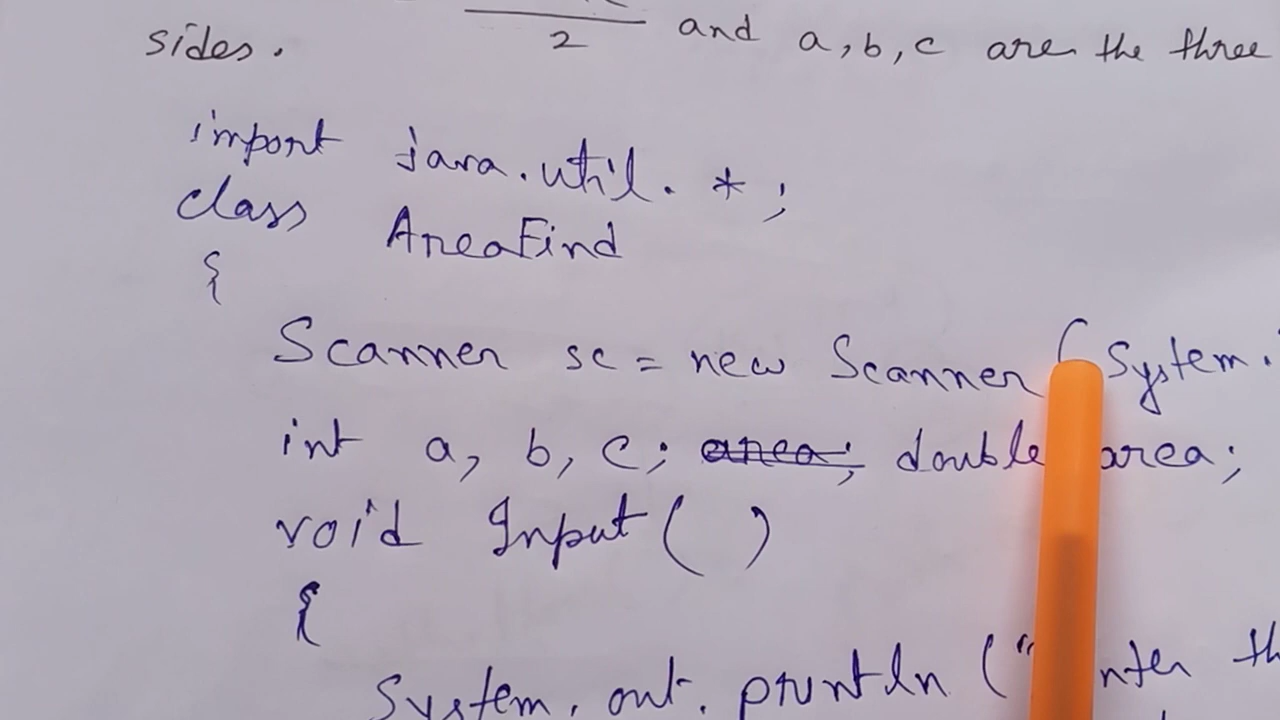 2 and a, b, c are the three
sides.
import java.util.*;
class AreaFind
{
Scanner sc = new Scanner (System.
int a, b, c; area; double area;
void Input( )
{
System.out.println ("Enter th